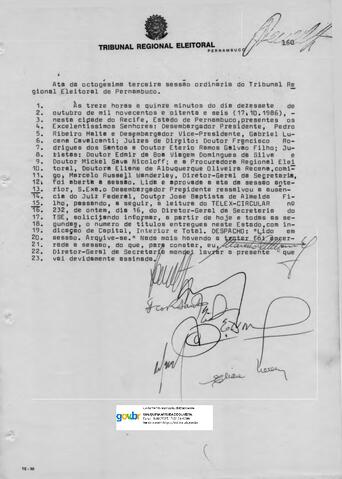 TRIBUNAL REGIONAL ELEITORAL
PERNAMBUCO
160
Ata da octogésima terceira sessão ordinária do Tribunal Re
gional Eleitoral de Pernambuco.
1. Às treze horas e quinze minutos do dia dezessete de
2. outubro de mil novecentos e oitenta e seis (17.10.1986),
3. nesta cidade do Recife, Estado de Pernambuco, presentes os
4. Excelentíssimos Senhores: Desembargador Presidente, Pedro
5. Ribeiro Malta e Desembargador Vice-Presidente, Gabriel Lu
6. cena Cavalcanti; Juízes de Direito: Doutor Francisco Ro
7. drigues dos Santos e Doutor Etério Ramos Galvão Filho; Ju
8. ristas: Doutor Edmir da Boa Viagem Domingues da Silva e
9. Doutor Mickel Sava Nicoloff; e a Procuradora Regional Elei
10. toral, Doutora Eliane de Albuquerque Oliveira Recena, comi-
11. go, Marcelo Russell Wanderley, Diretor-Geral da Secretaria,
12. foi aberta a sessão. Lida e aprovada a ata da sessão ante-
13. rior, S.Exa. o Desembargador Presidente ressalvou a ausên-
14. cia do Juiz Federal, Doutor José Baptista de Almeida Fi-
15. lho, passando, a seguir, à leitura do TELEX-CIRCULAR nº
16. 232, de ontem, dia 16, do Diretor-Geral da Secretaria do
17. TSE, solicitando informar, a partir de hoje e todas as se-
18. gundas, o número de títulos entregues neste Estado, com in-
19. dicação de Capital, Interior e Total. DESPACHO: "Lido em
20. sessão. Arquive-se." Nada mais havendo a tratar foi encer-
21. rada a sessão, do que, para constar, eu,
22. Diretor-Geral da Secretaria mandei lavrar a presente que
23. vai devidamente assinada.
gov.br
TE - 30